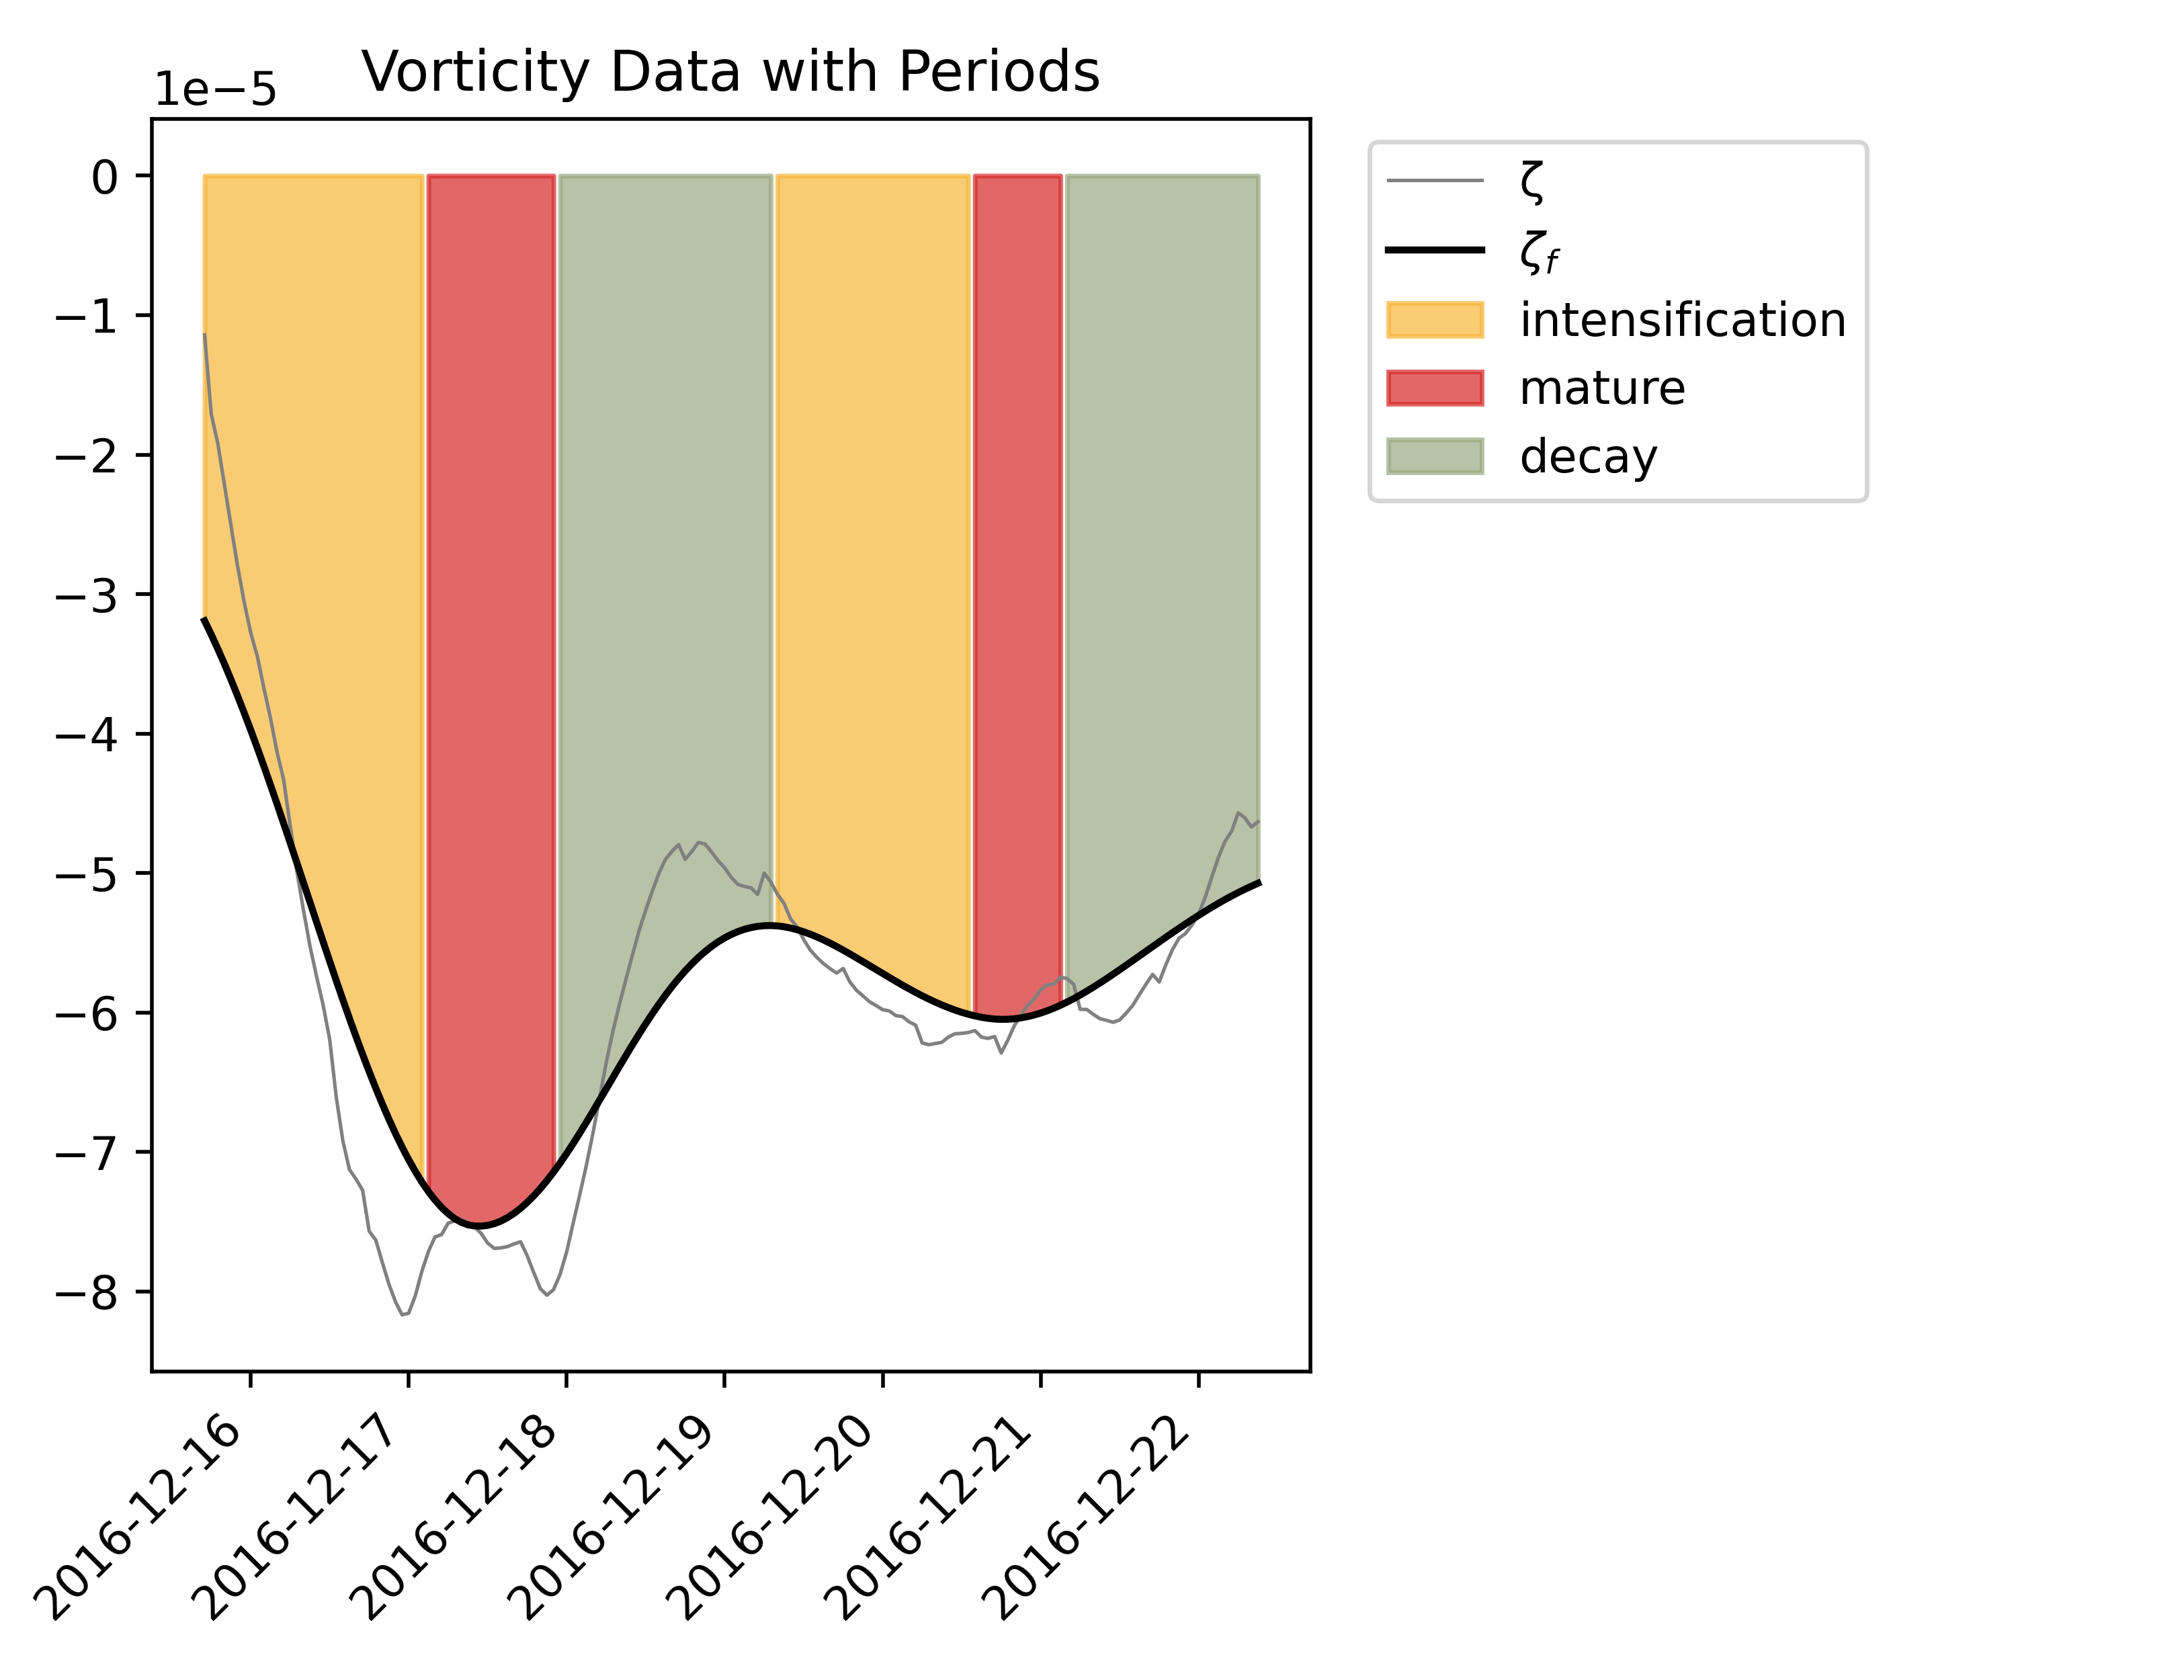 Vorticity Data with Periods
1e−5
0
−1
−2
−3
−4
−5
−6
−7
−8
2016-12-16
2016-12-17
2016-12-18
2016-12-19
2016-12-20
2016-12-21
2016-12-22
ζ
ζf
intensification
mature
decay